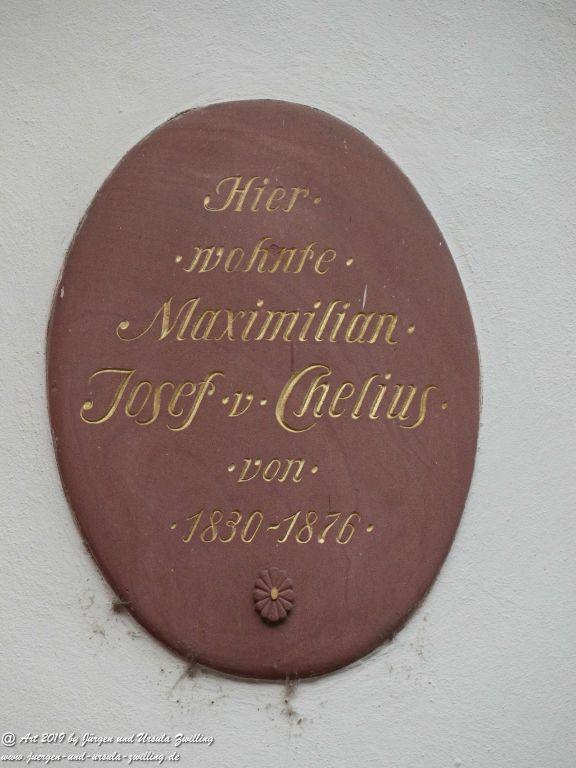 Hier·
·wohnte·
Maximilian·
Josef·v·Chelius·
·von·
·1830-1876·
@ Art 2019 by Jürgen und Ursula Zwilling
www.juergen-und-ursula-zwilling.de